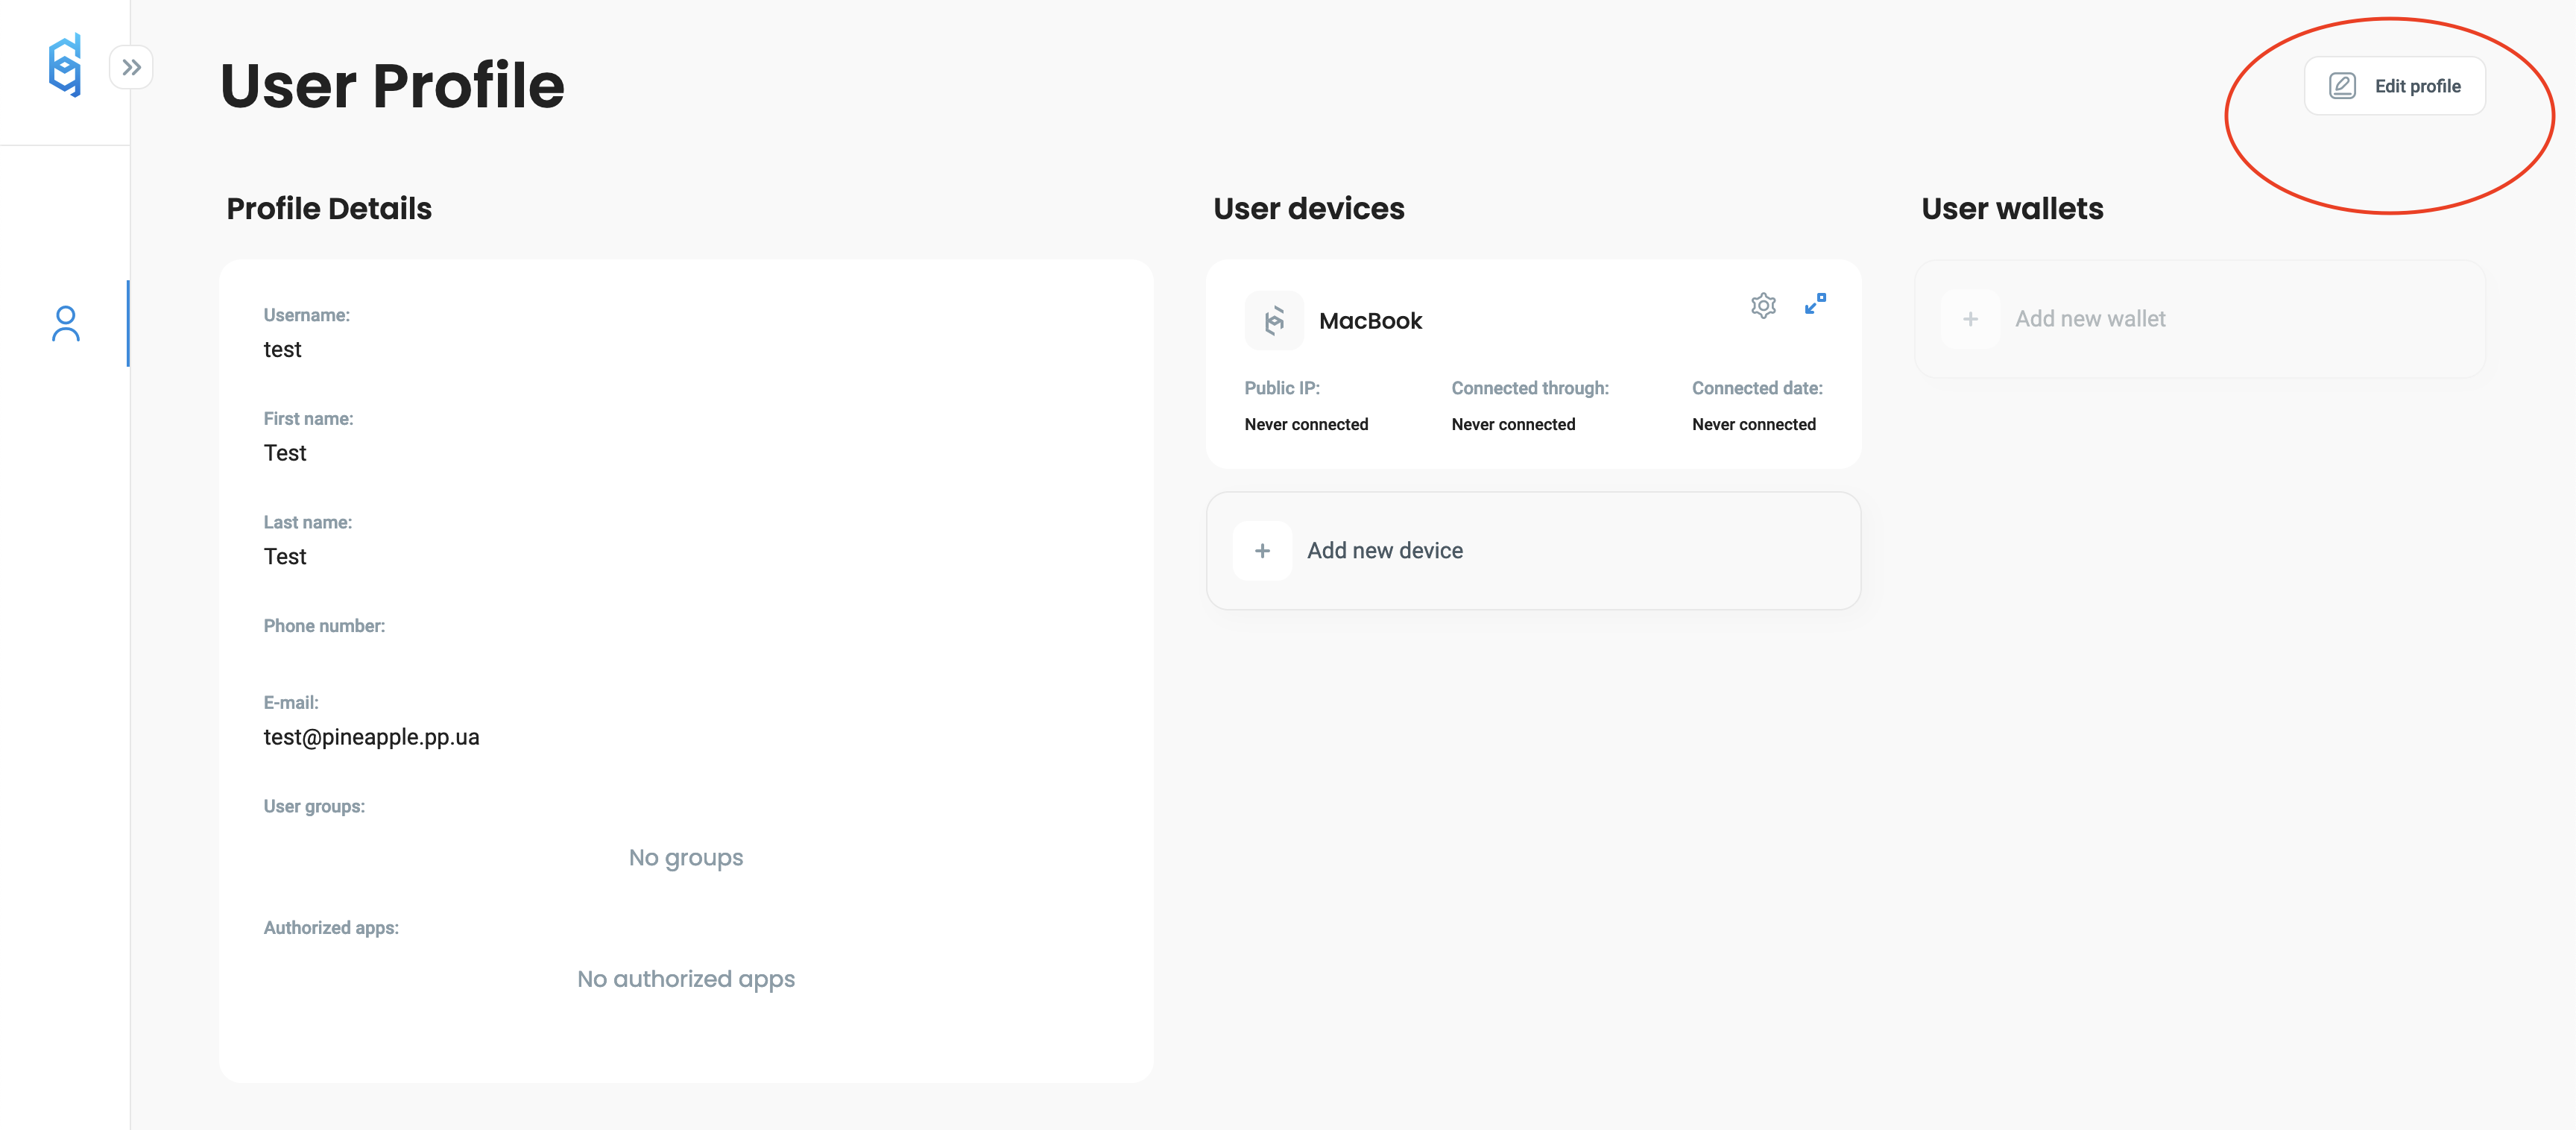 User Profile
Edit profile
Profile Details
Username:
test
First name:
Test
Last name:
Test
Phone number:
E-mail:
test@pineapple.pp.ua
User groups:
No groups
Authorized apps:
No authorized apps
User devices
MacBook
Public IP: Connected through: Connected date:
Never connected Never connected Never connected
Add new device
User wallets
Add new wallet